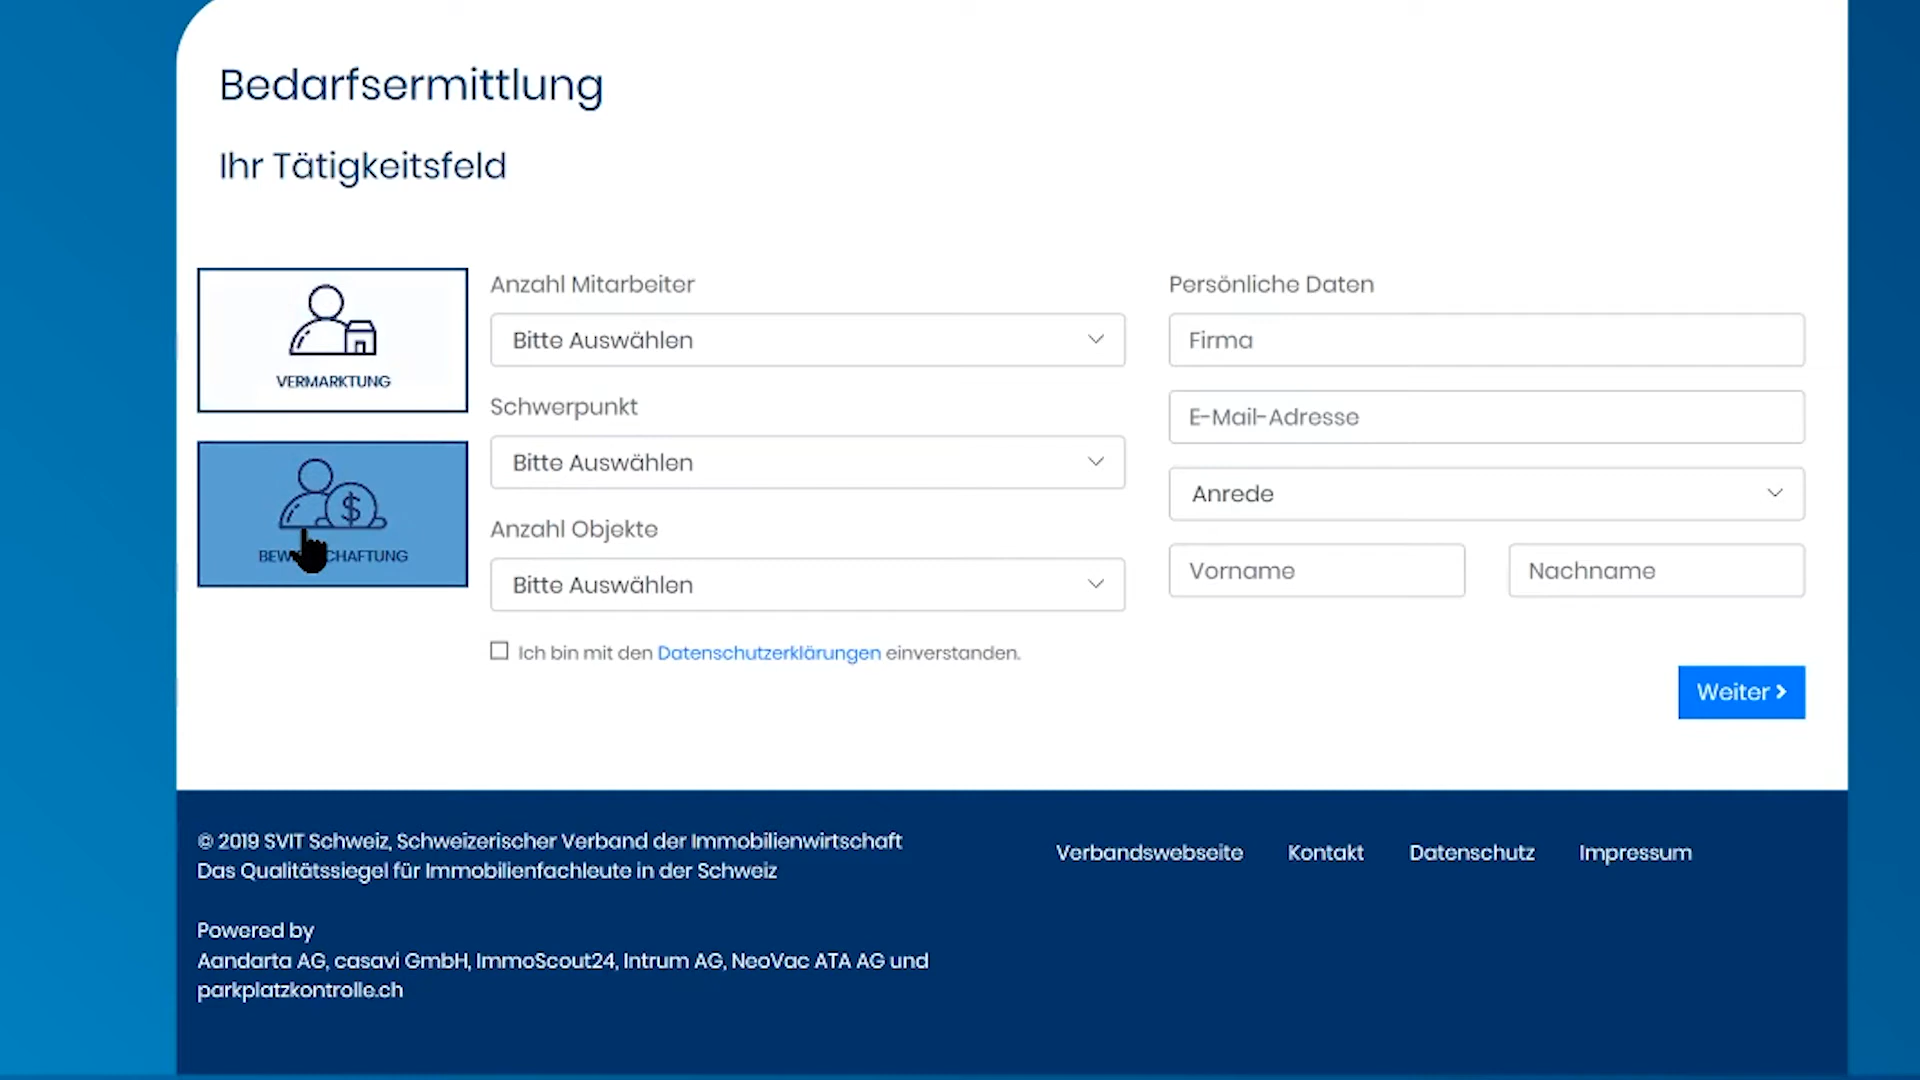 Bedarfsermittlung
Ihr Tätigkeitsfeld
VERMARKTUNG
Anzahl Mitarbeiter
Bitte Auswählen
Schwerpunkt
Bitte Auswählen
Anzahl Objekte
Bitte Auswählen
Ich bin mit den Datenschutzerklärungen einverstanden.
Persönliche Daten
Firma
E-Mail-Adresse
Anrede
Vorname
Nachname
Weiter
© 2019 SVIT Schweiz, Schweizerischer Verband der Immobilienwirtschaft
Das Qualitätssiegel für Immobilienfachleute in der Schweiz
Powered by
Aandarta AG, casavi GmbH, ImmoScout24, Intrum AG, NeoVac ATA AG und
parkplatzkontrolle.ch
Verbandswebseite Kontakt Datenschutz Impressum